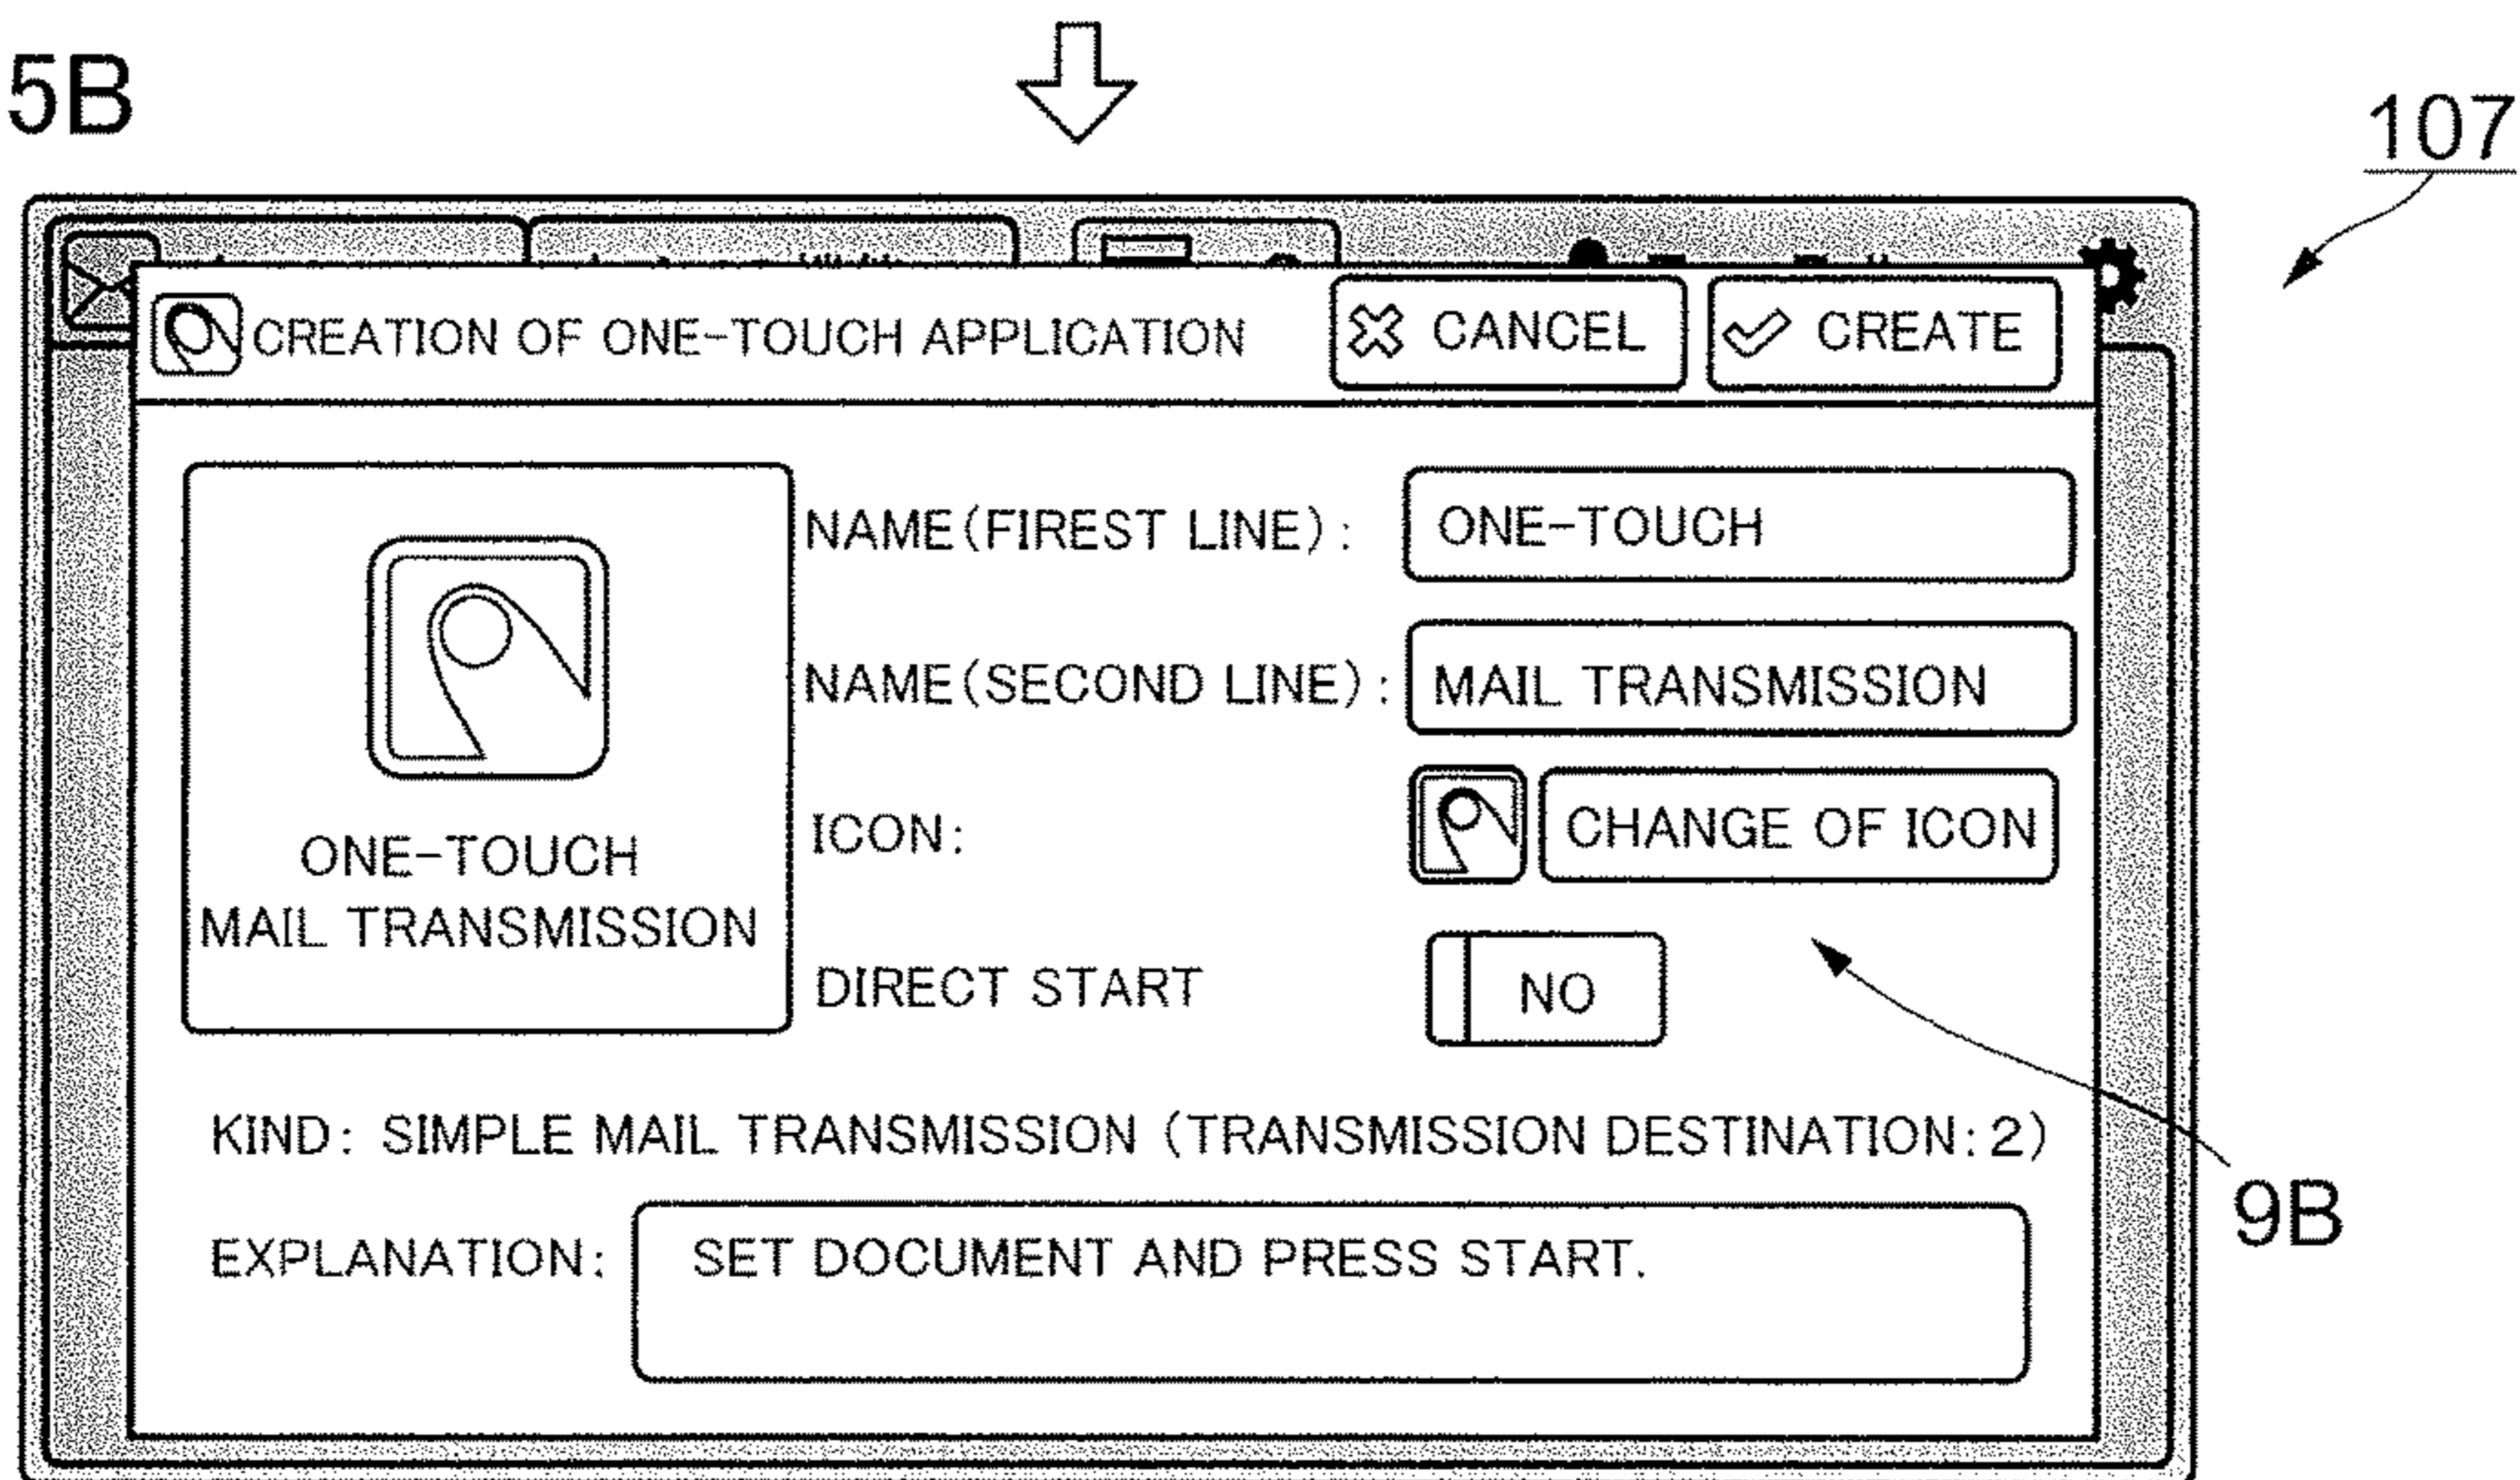 5B
107
CREATION OF ONE-TOUCH APPLICATION
CANCEL
CREATE
NAME(FIREST LINE):
ONE-TOUCH
NAME(SECOND LINE):
MAIL TRANSMISSION
ICON:
CHANGE OF ICON
ONE-TOUCH
MAIL TRANSMISSION
DIRECT START
NO
KIND: SIMPLE MAIL TRANSMISSION (TRANSMISSION DESTINATION:2)
9B
EXPLANATION:
SET DOCUMENT AND PRESS START.